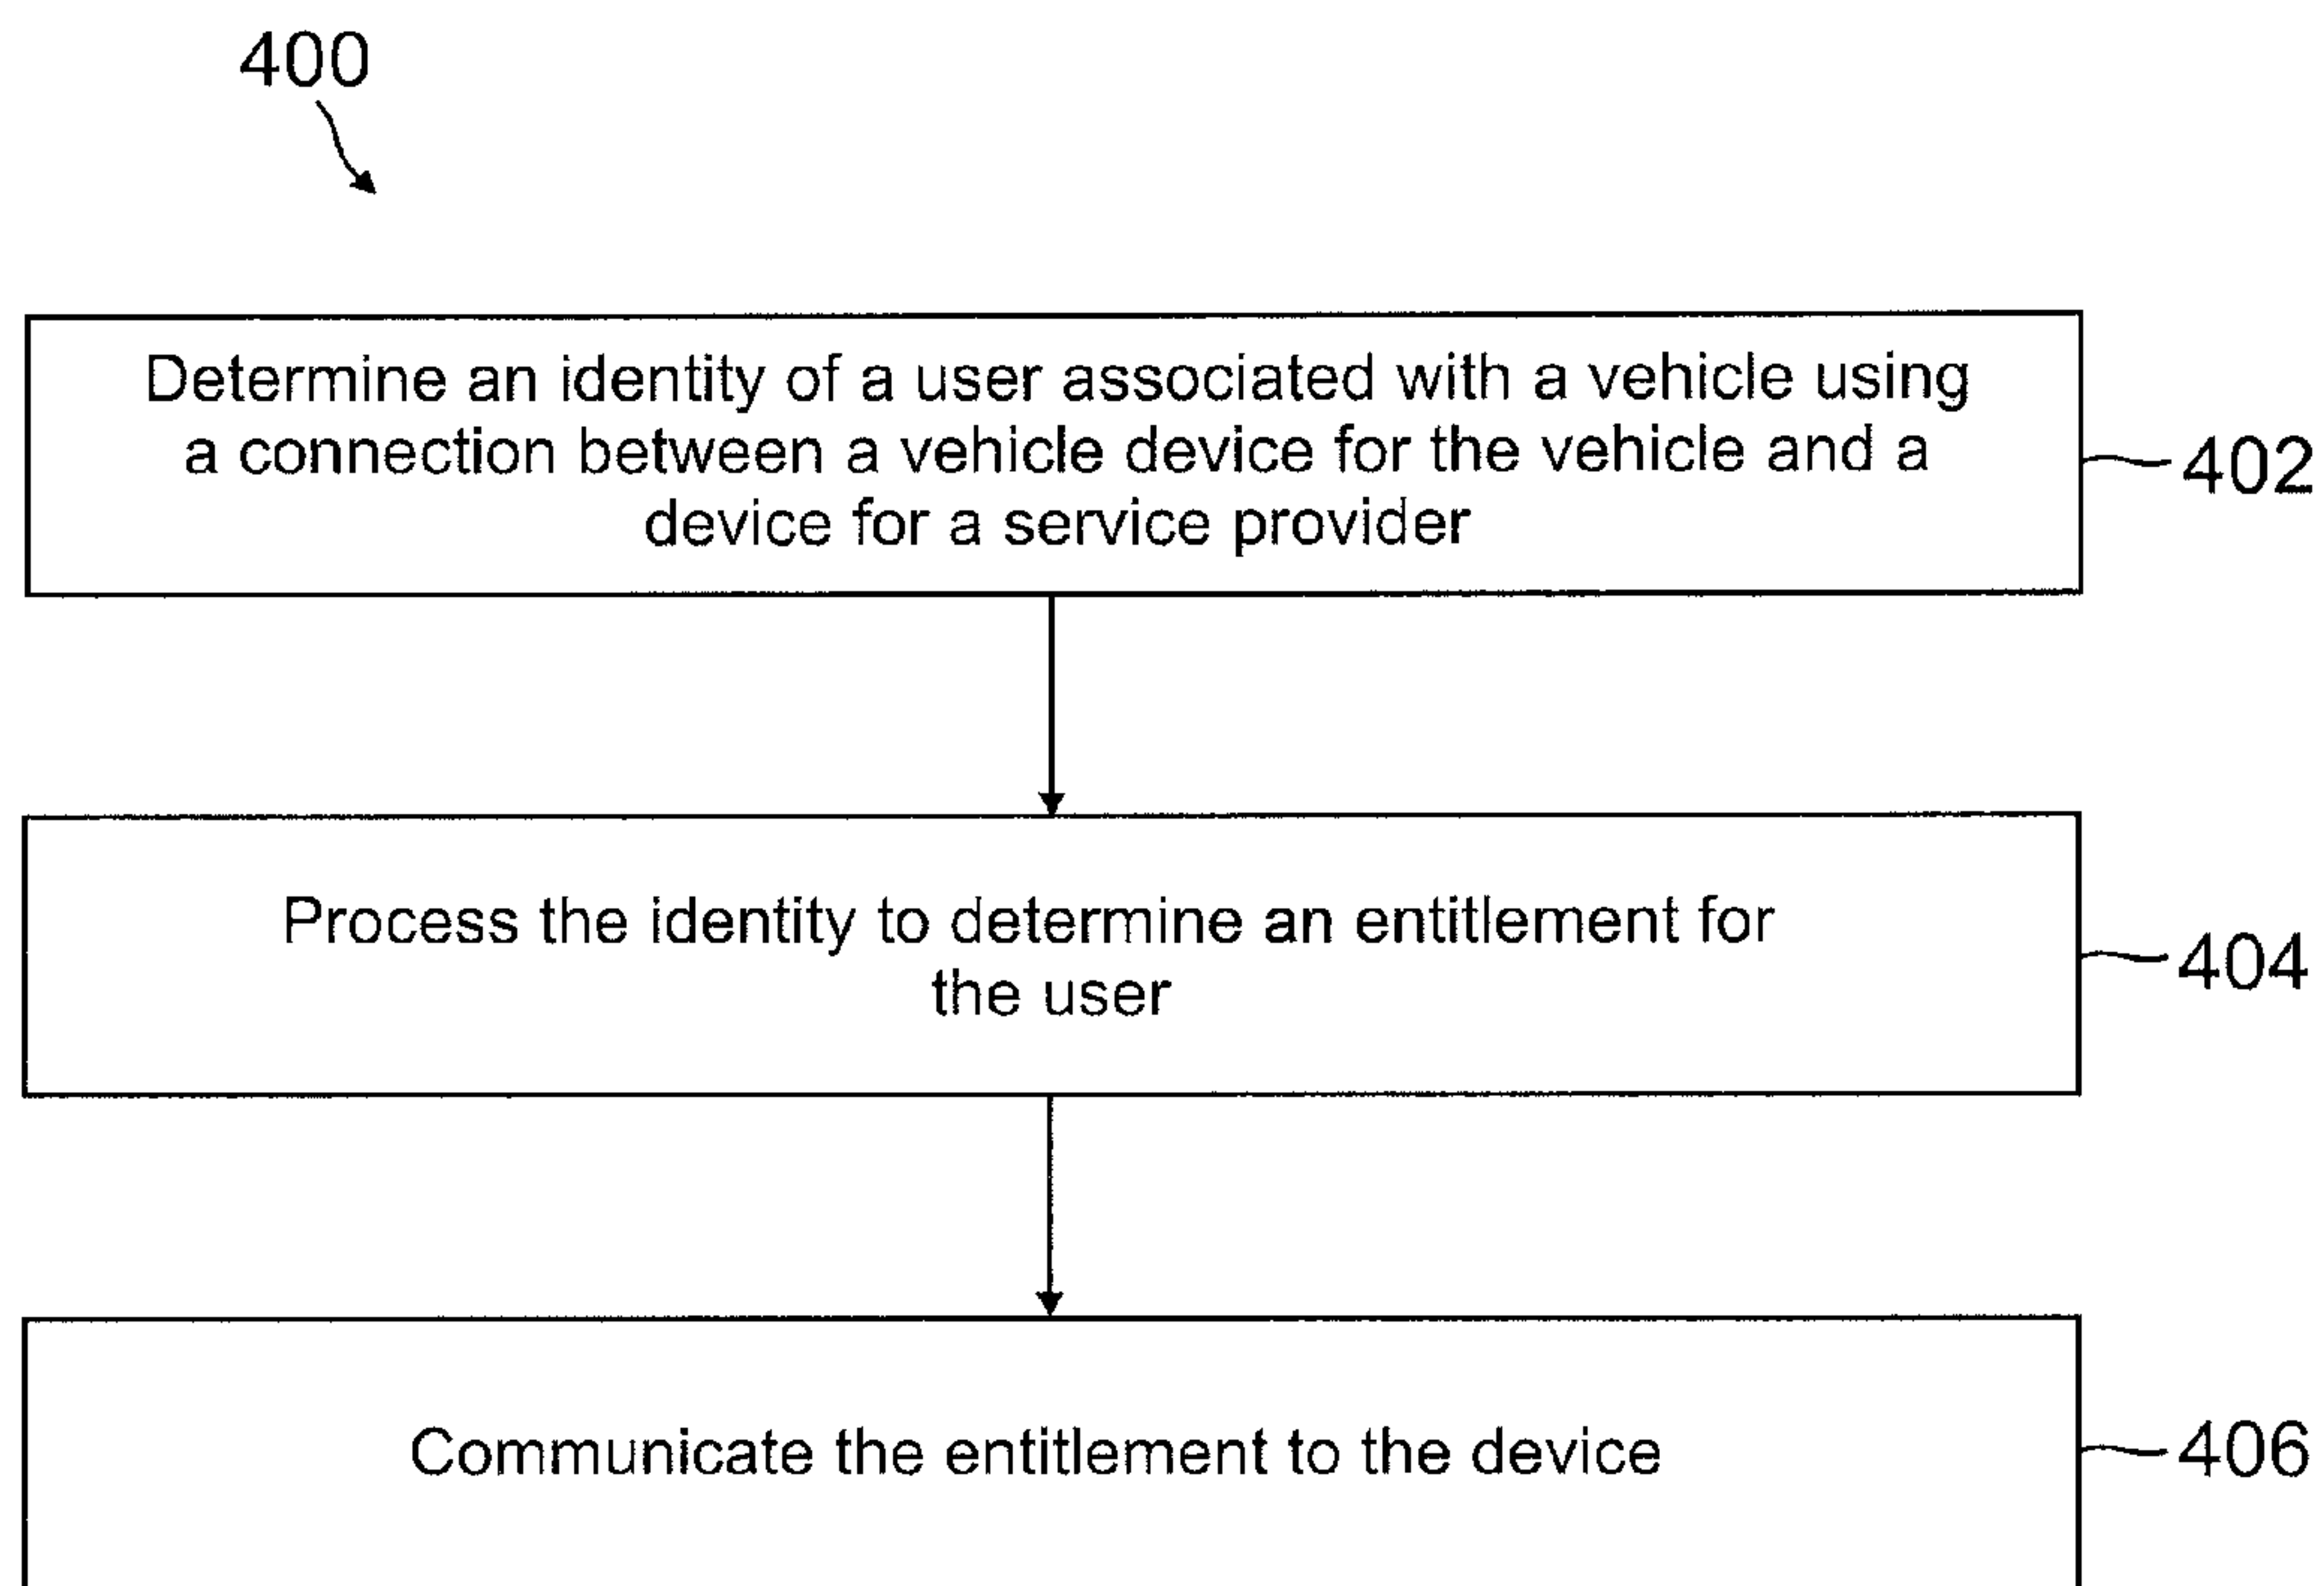 400
Determine an identity of a user associated with a vehicle using
a connection between a vehicle device for the vehicle and a
device for a service provider
402
Process the identity to determine an entitlement for
the user
404
Communicate the entitlement to the device
406